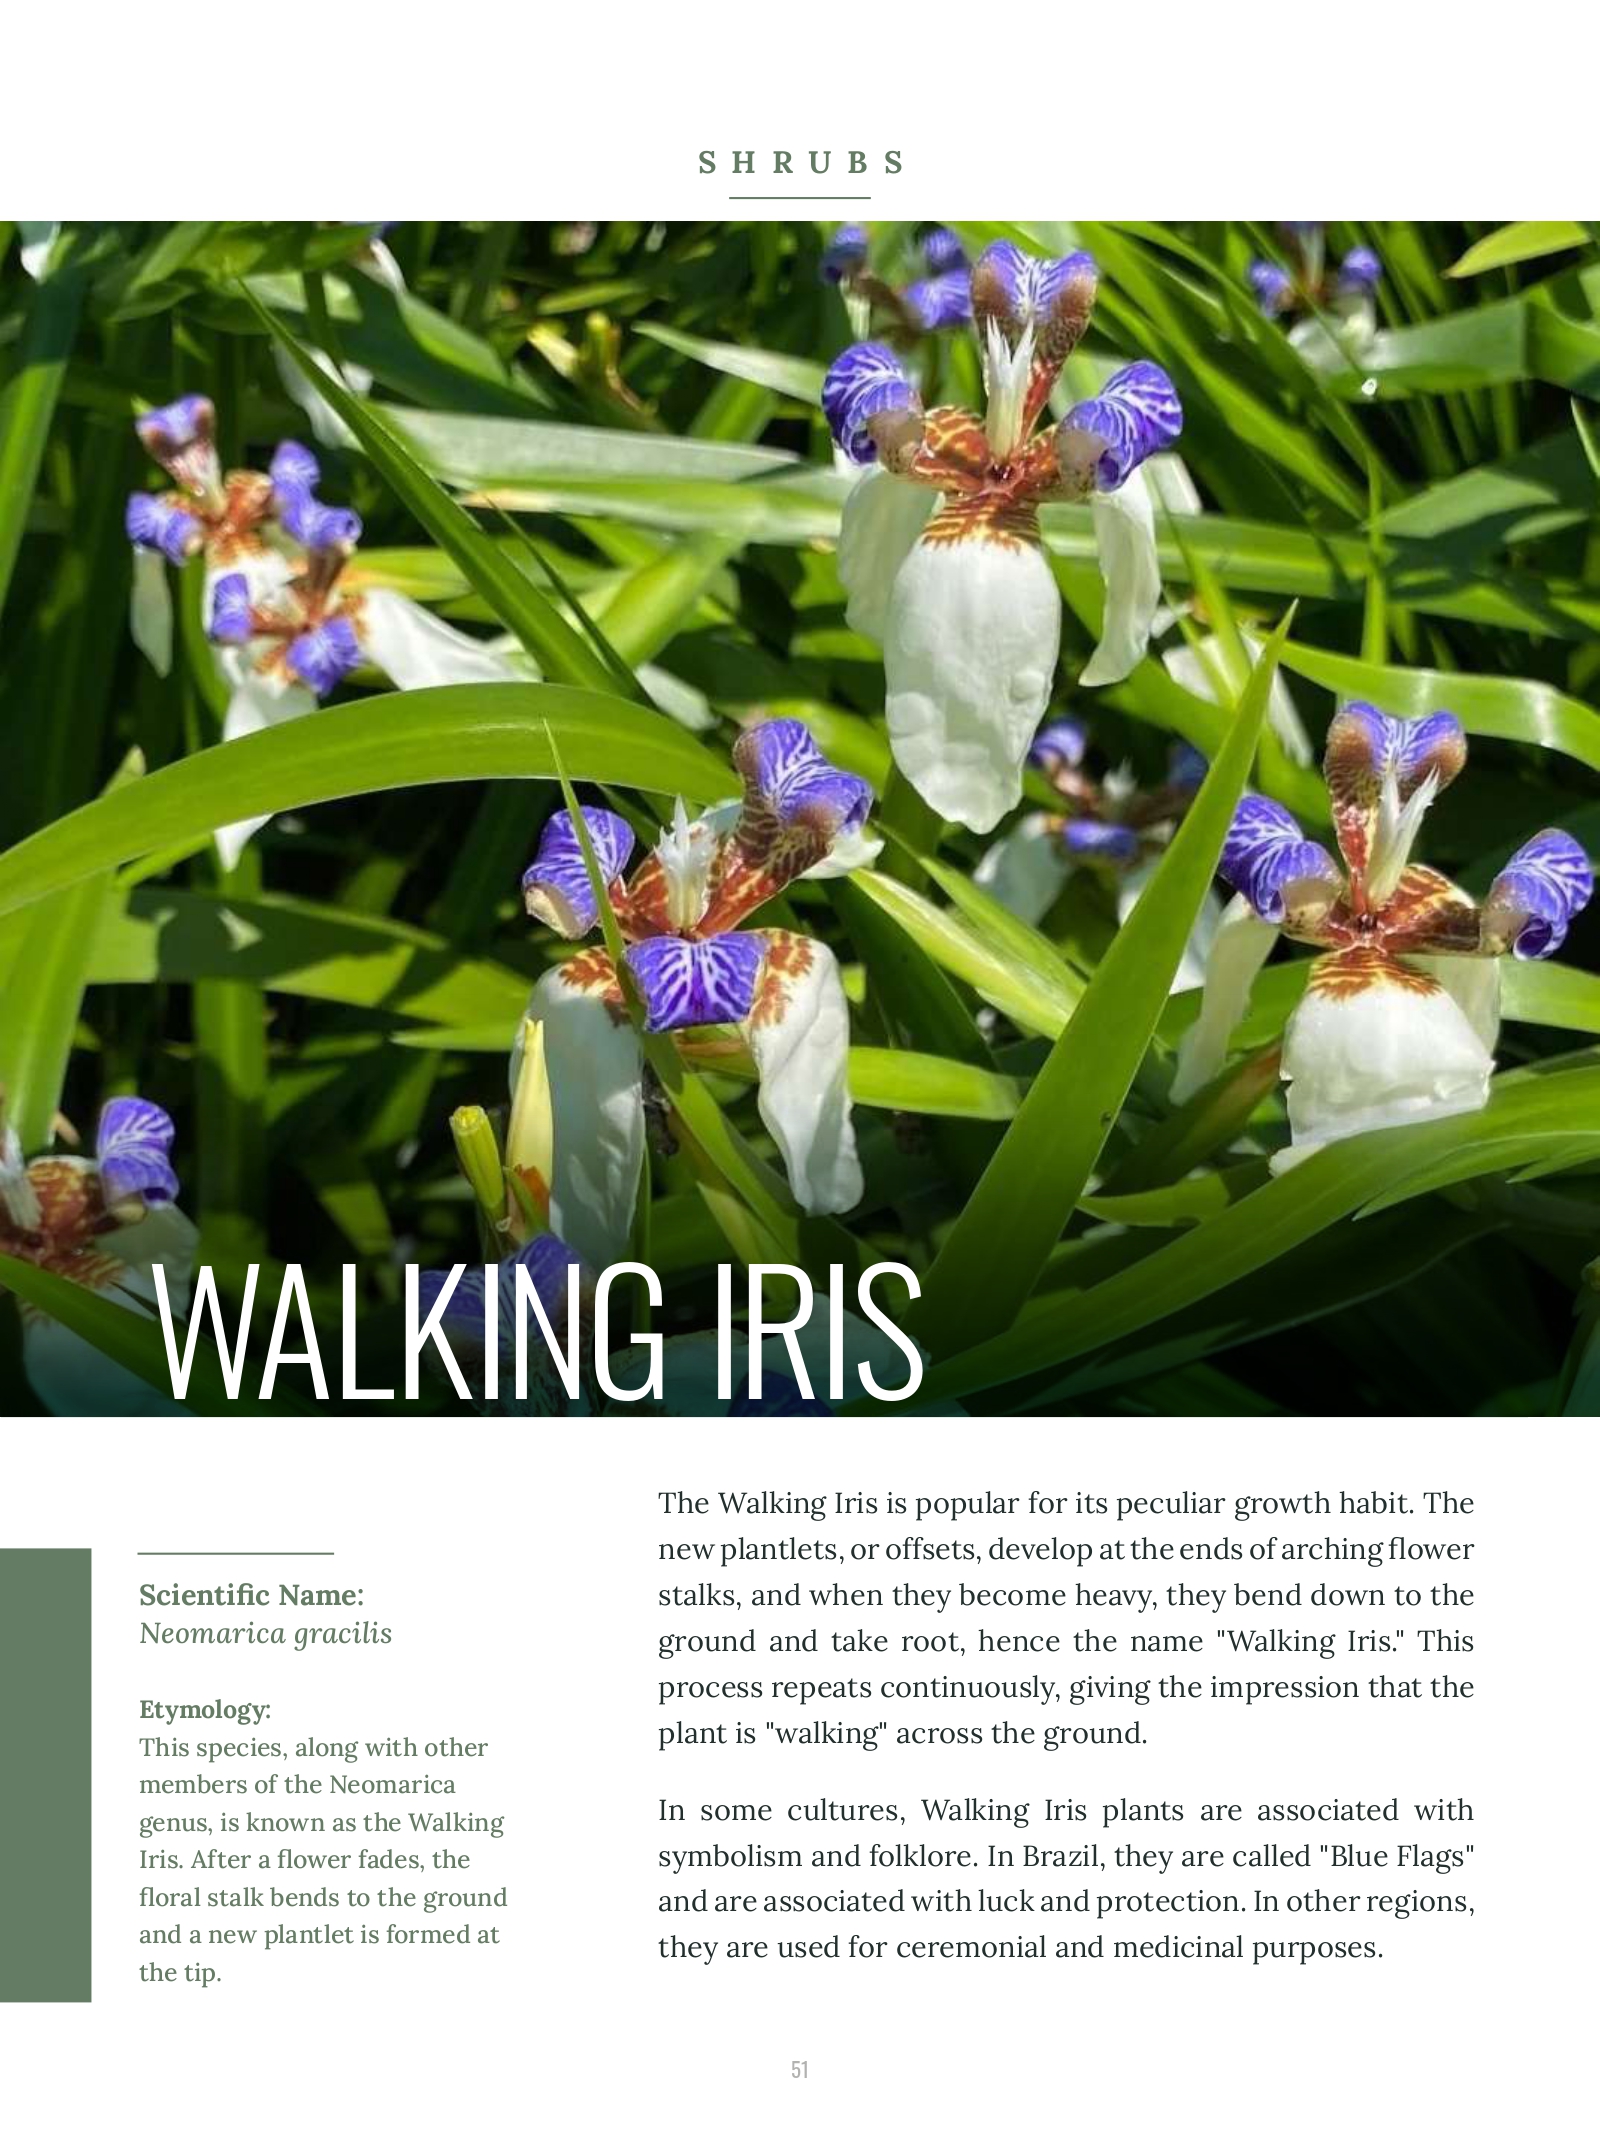 SHRUBS
WALKING IRIS
Scientific Name:
Neomarica gracilis
Etymology:
This species, along with other
members of the Neomarica
genus, is known as the Walking
Iris. After a flower fades, the
floral stalk bends to the ground
and a new plantlet is formed at
the tip.
The Walking Iris is popular for its peculiar growth habit. The
new plantlets, or offsets, develop at the ends of arching flower
stalks, and when they become heavy, they bend down to the
ground and take root, hence the name "Walking Iris." This
process repeats continuously, giving the impression that the
plant is "walking" across the ground.
In some cultures, Walking Iris plants are associated with
symbolism and folklore. In Brazil, they are called "Blue Flags"
and are associated with luck and protection. In other regions,
they are used for ceremonial and medicinal purposes.
51